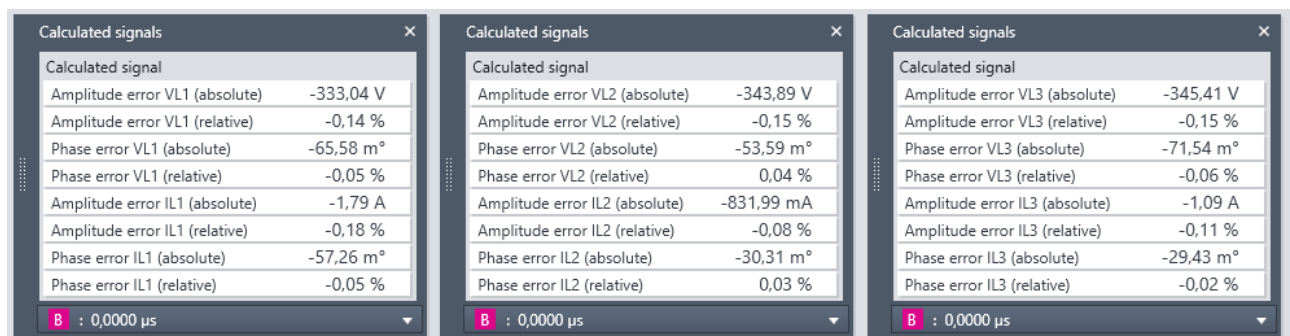 Calculated signals ×
Calculated signal
Amplitude error VL1 (absolute) -333,04 V
Amplitude error VL1 (relative) -0,14 %
Phase error VL1 (absolute) -65,58 m°
Phase error VL1 (relative) -0,05 %
Amplitude error IL1 (absolute) -1,79 A
Amplitude error IL1 (relative) -0,18 %
Phase error IL1 (absolute) -57,26 m°
Phase error IL1 (relative) -0,05 %
B : 0,0000 µs
Calculated signals ×
Calculated signal
Amplitude error VL2 (absolute) -343,89 V
Amplitude error VL2 (relative) -0,15 %
Phase error VL2 (absolute) -53,59 m°
Phase error VL2 (relative) 0,04 %
Amplitude error IL2 (absolute) -831,99 mA
Amplitude error IL2 (relative) -0,08 %
Phase error IL2 (absolute) -30,31 m°
Phase error IL2 (relative) 0,03 %
B : 0,0000 µs
Calculated signals ×
Calculated signal
Amplitude error VL3 (absolute) -345,41 V
Amplitude error VL3 (relative) -0,15 %
Phase error VL3 (absolute) -71,54 m°
Phase error VL3 (relative) -0,06 %
Amplitude error IL3 (absolute) -1,09 A
Amplitude error IL3 (relative) -0,11 %
Phase error IL3 (absolute) -29,43 m°
Phase error IL3 (relative) -0,02 %
B : 0,0000 µs